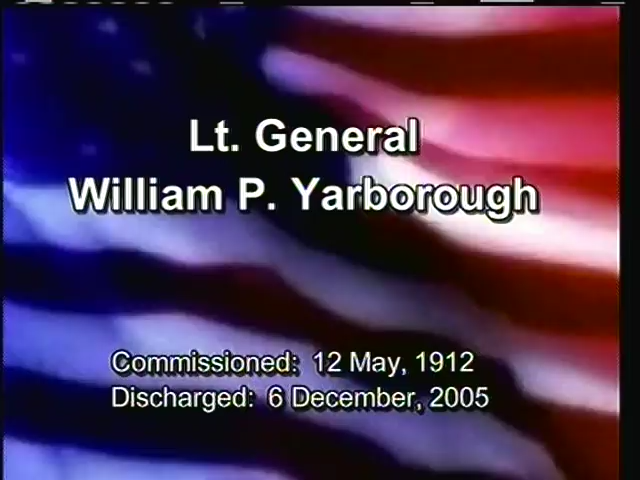 Lt. General
William P. Yarborough
Commissioned: 12 May, 1912
Discharged: 6 December, 2005